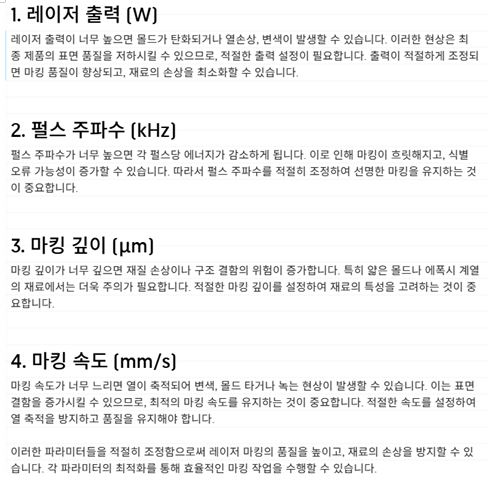 1. 레이저 출력 (W)
레이저 출력이 너무 높으면 몰드가 탄화되거나 열손상, 변색이 발생할 수 있습니다. 이러한 현상은 최
종 제품의 표면 품질을 저하시킬 수 있으므로, 적절한 출력 설정이 필요합니다. 출력이 적절하게 조정되
면 마킹 품질이 향상되고, 재료의 손상을 최소화할 수 있습니다.
2. 펄스 주파수 (kHz)
펄스 주파수가 너무 높으면 각 펄스당 에너지가 감소하게 됩니다. 이로 인해 마킹이 흐릿해지고, 식별
오류 가능성이 증가할 수 있습니다. 따라서 펄스 주파수를 적절히 조정하여 선명한 마킹을 유지하는 것
이 중요합니다.
3. 마킹 깊이 (μm)
마킹 깊이가 너무 깊으면 재질 손상이나 구조 결함의 위험이 증가합니다. 특히 얇은 몰드나 에폭시 계열
의 재료에서는 더욱 주의가 필요합니다. 적절한 마킹 깊이를 설정하여 재료의 특성을 고려하는 것이 중
요합니다.
4. 마킹 속도 (mm/s)
마킹 속도가 너무 느리면 열이 축적되어 변색, 몰드 타거나 녹는 현상이 발생할 수 있습니다. 이는 표면
결함을 증가시킬 수 있으므로, 최적의 마킹 속도를 유지하는 것이 중요합니다. 적절한 속도를 설정하여
열 축적을 방지하고 품질을 유지해야 합니다.
이러한 파라미터들을 적절히 조정함으로써 레이저 마킹의 품질을 높이고, 재료의 손상을 방지할 수 있
습니다. 각 파라미터의 최적화를 통해 효율적인 마킹 작업을 수행할 수 있습니다.